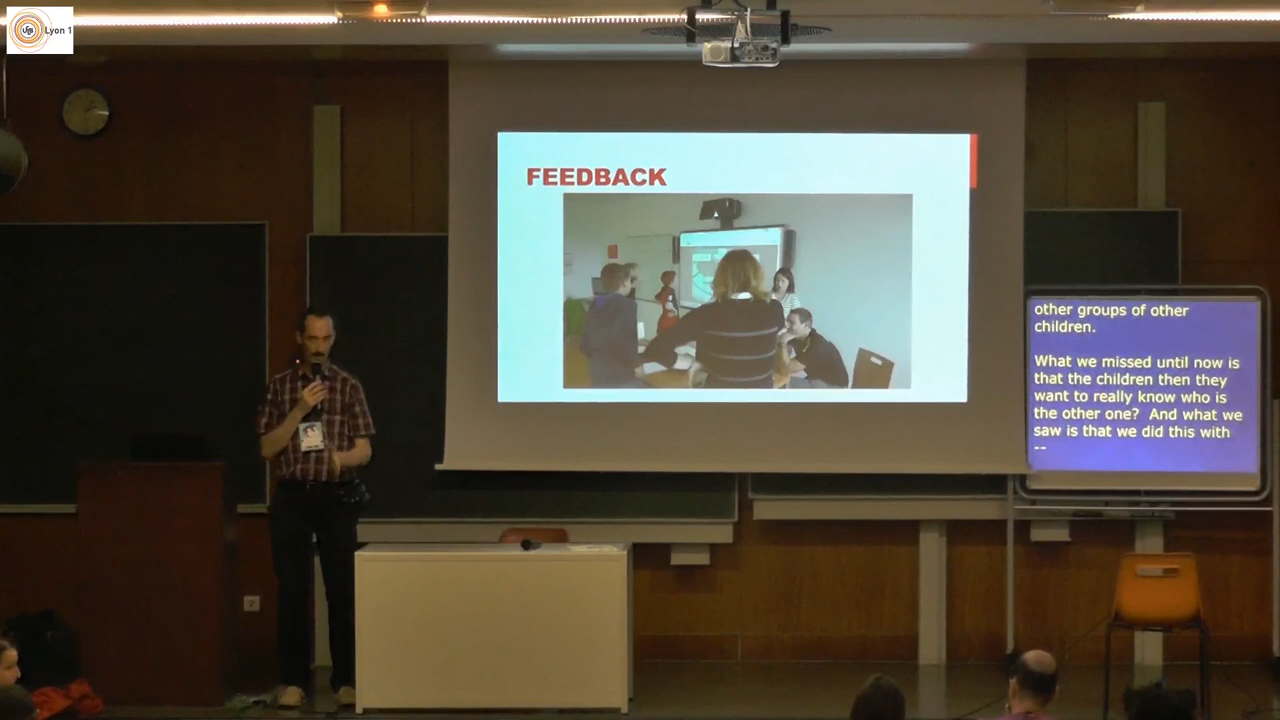 Lyon 1
FEEDBACK
other groups of other
children.
What we missed until now is
that the children then they
want to really know who is
the other one? And what we
saw is that we did this with
--